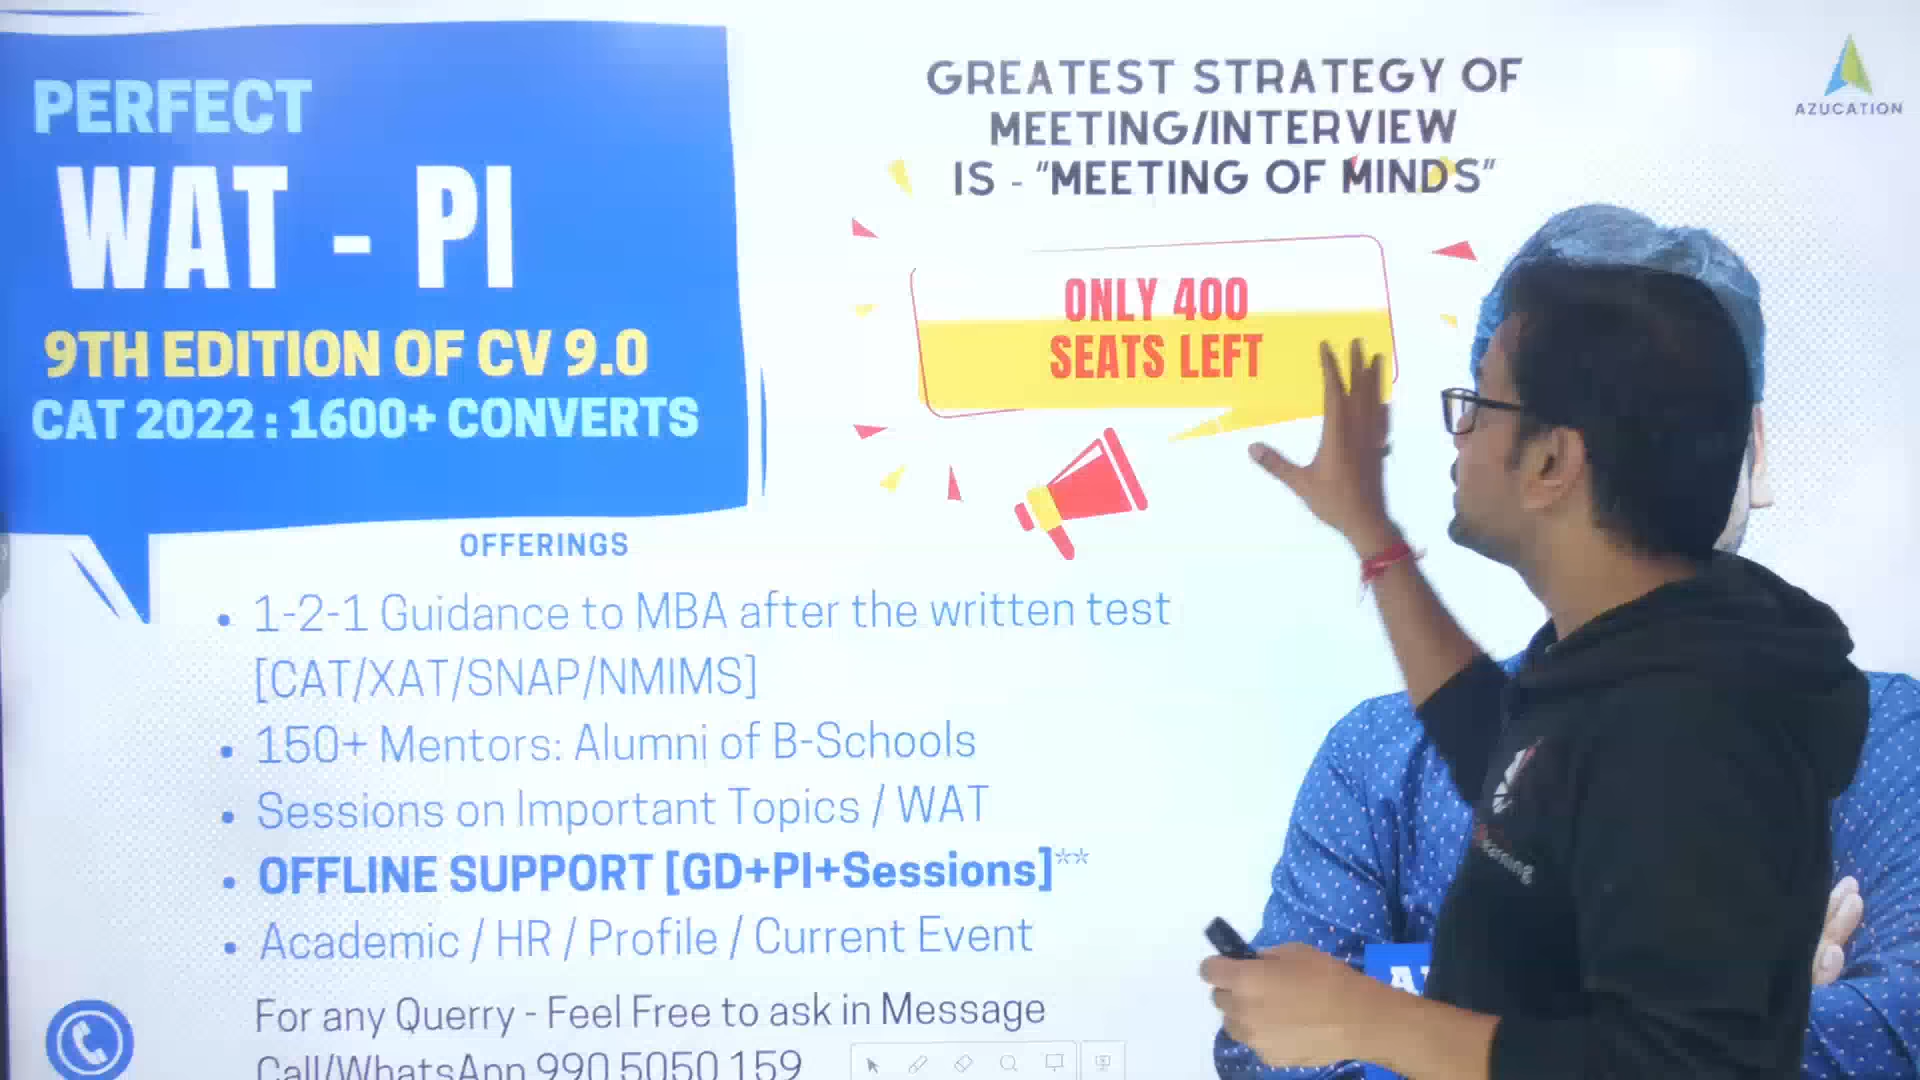 PERFECT
WAT - PI
9TH EDITION OF CV 9.0
CAT 2022 : 1600+ CONVERTS
GREATEST STRATEGY OF
MEETING/INTERVIEW
IS - "MEETING OF MINDS"
AZUCATION
ONLY 400
SEATS LEFT
OFFERINGS
• 1-2-1 Guidance to MBA after the written test
[CAT/XAT/SNAP/NMIMS]
• 150+ Mentors: Alumni of B-Schools
• Sessions on Important Topics / WAT
• OFFLINE SUPPORT [GD+PI+Sessions]**
• Academic / HR / Profile / Current Event
For any Querry - Feel Free to ask in Message
Call/WhatsApp 990 5050 159